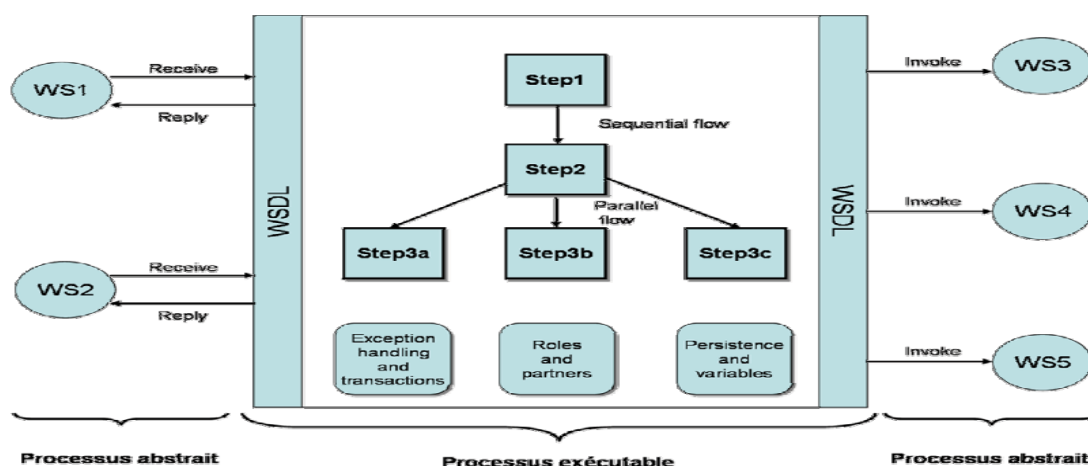 WS1
Receive
Reply
WS2
Receive
Reply
WSDL
Step1
Sequential flow
Step2
Parallel
flow
Step3a
Step3b
Step3c
Exception
handling
and
transactions
Roles
and
partners
Persistence
and
variables
WSDL
Invoke
WS3
Invoke
WS4
Invoke
WS5
Processus abstrait
Processus exécutable
Processus abstrait